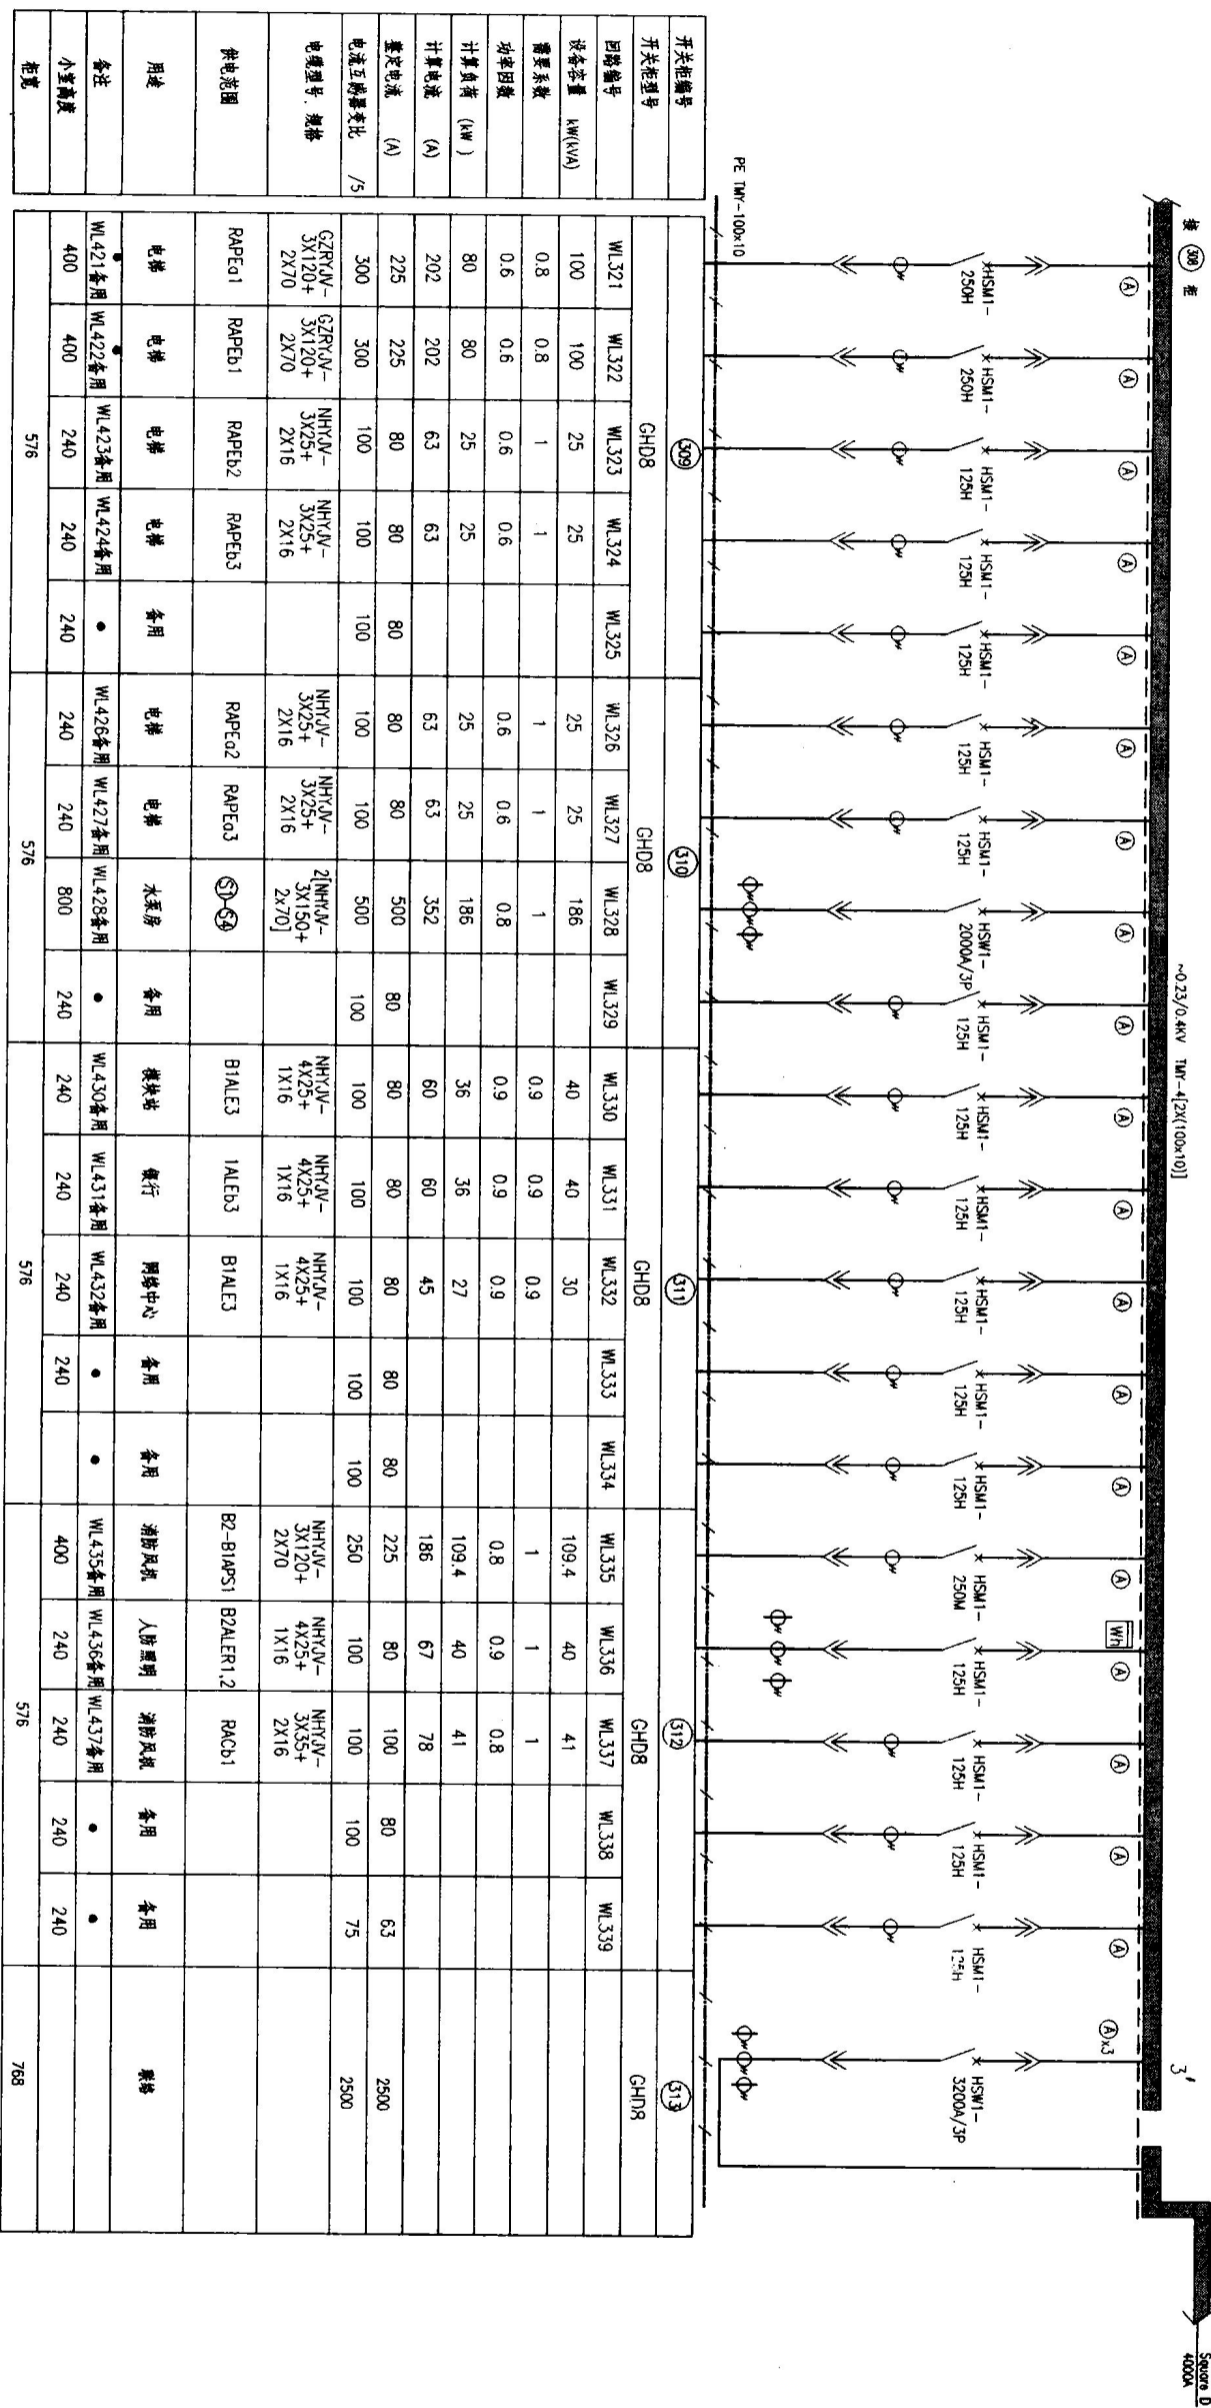 接 308 柜
~0.23/0.4KV TMY-4[2X(100x10)]
3'
Square D
4000A
A A A A A A A A A A A A A A A Wh A A A A Ax3
HSM1-250H
HSM1-250H
HSM1-125H
HSM1-125H
HSM1-125H
HSM1-125H
HSM1-125H
HSW1-2000A/3P
HSM1-125H
HSM1-125H
HSM1-125H
HSM1-125H
HSM1-125H
HSM1-125H
HSM1-250M
HSM1-125H
HSM1-125H
HSM1-125H
HSM1-125H
HSW1-3200A/3P
PE TMY-100x10
开关柜编号 309 310 311 312 313
开关柜型号 GHD8 GHD8 GHD8 GHD8 GHD8
回路编号 WL321 WL322 WL323 WL324 WL325 WL326 WL327 WL328 WL329 WL330 WL331 WL332 WL333 WL334 WL335 WL336 WL337 WL338 WL339
设备容量 kW(kVA) 100 100 25 25 25 25 186 40 40 30 109.4 40 41
需要系数 0.8 0.8 1 1 1 1 1 0.9 0.9 0.9 1 1 1
功率因数 0.6 0.6 0.6 0.6 0.6 0.6 0.8 0.9 0.9 0.9 0.8 0.9 0.8
计算负荷 (kW) 80 80 25 25 25 25 186 36 36 27 109.4 40 41
计算电流 (A) 202 202 63 63 63 63 352 60 60 45 186 67 78
整定电流 (A) 225 225 80 80 80 80 80 500 80 80 80 80 80 80 225 80 100 80 63 2500
电流互感器变比 /5 300 300 100 100 100 100 100 500 100 100 100 100 100 100 250 100 100 100 75 2500
电缆型号、规格 GZRYJV-3X120+2X70 GZRYJV-3X120+2X70 NHYJV-3X25+2X16 NHYJV-3X25+2X16 NHYJV-3X25+2X16 NHYJV-3X25+2X16 2[NHYJV-3X150+2x70] NHYJV-4X25+1X16 NHYJV-4X25+1X16 NHYJV-4X25+1X16 NHYJV-3X120+2X70 NHYJV-4X25+1X16 NHYJV-3X35+2X16
供电范围 RAPEa1 RAPEb1 RAPEb2 RAPEb3 RAPEa2 RAPEa3 S1-S4 B1ALE3 1ALEb3 B1ALE3 B2-B1APS1 B2ALER1,2 RACb1
用途 电梯 电梯 电梯 电梯 备用 电梯 电梯 水泵房 备用 模块站 银行 网络中心 备用 备用 消防风机 人防照明 消防风机 备用 备用 联络
备注 WL421备用 WL422备用 WL423备用 WL424备用 • WL426备用 WL427备用 WL428备用 • WL430备用 WL431备用 WL432备用 • • WL435备用 WL436备用 WL437备用 • •
小室高度 400 400 240 240 240 240 240 800 240 240 240 240 240 400 240 240 240 240
柜宽 576 576 576 576 768